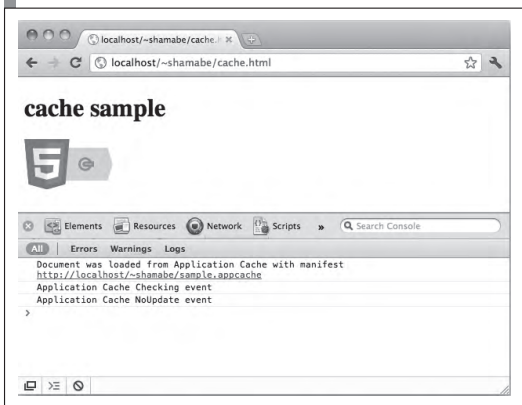 localhost/~shamabe/cache.
localhost/~shamabe/cache.html
cache sample
5
Elements Resources Network Scripts » Search Console
All Errors Warnings Logs
Document was loaded from Application Cache with manifest
http://localhost/~shamabe/sample.appcache
Application Cache Checking event
Application Cache NoUpdate event
>